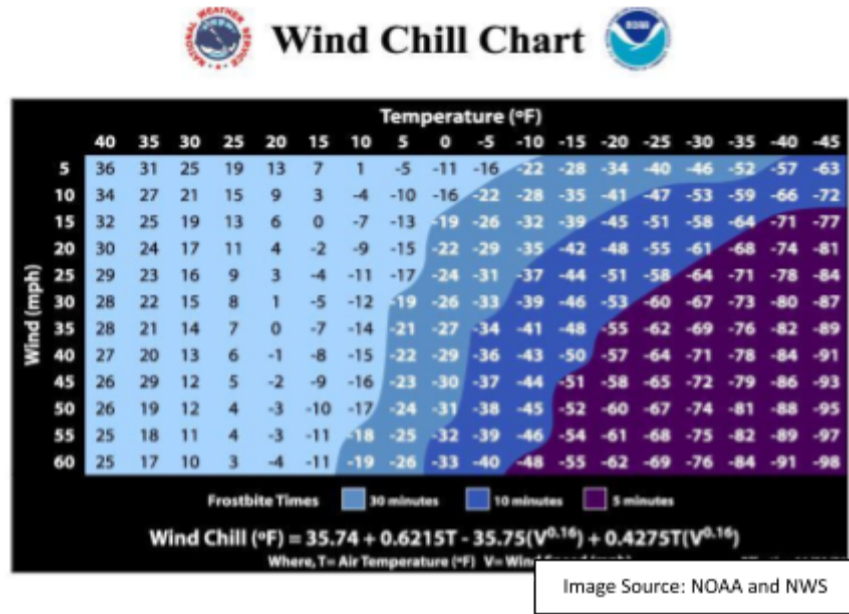 NATIONAL WEATHER SERVICE
Wind Chill Chart
NOAA
Temperature (ºF)
40 35 30 25 20 15 10 5 0 -5 -10 -15 -20 -25 -30 -35 -40 -45
Wind (mph)
5 36 31 25 19 13 7 1 -5 -11 -16 -22 -28 -34 -40 -46 -52 -57 -63
10 34 27 21 15 9 3 -4 -10 -16 -22 -28 -35 -41 -47 -53 -59 -66 -72
15 32 25 19 13 6 0 -7 -13 -19 -26 -32 -39 -45 -51 -58 -64 -71 -77
20 30 24 17 11 4 -2 -9 -15 -22 -29 -35 -42 -48 -55 -61 -68 -74 -81
25 29 23 16 9 3 -4 -11 -17 -24 -31 -37 -44 -51 -58 -64 -71 -78 -84
30 28 22 15 8 1 -5 -12 -19 -26 -33 -39 -46 -53 -60 -67 -73 -80 -87
35 28 21 14 7 0 -7 -14 -21 -27 -34 -41 -48 -55 -62 -69 -76 -82 -89
40 27 20 13 6 -1 -8 -15 -22 -29 -36 -43 -50 -57 -64 -71 -78 -84 -91
45 26 29 12 5 -2 -9 -16 -23 -30 -37 -44 -51 -58 -65 -72 -79 -86 -93
50 26 19 12 4 -3 -10 -17 -24 -31 -38 -45 -52 -60 -67 -74 -81 -88 -95
55 25 18 11 4 -3 -11 -18 -25 -32 -39 -46 -54 -61 -68 -75 -82 -89 -97
60 25 17 10 3 -4 -11 -19 -26 -33 -40 -48 -55 -62 -69 -76 -84 -91 -98
Frostbite Times 30 minutes 10 minutes 5 minutes
Wind Chill (ºF) = 35.74 + 0.6215T - 35.75(V^0.16) + 0.4275T(V^0.16)
Where, T= Air Temperature (ºF) V= Wind
Image Source: NOAA and NWS